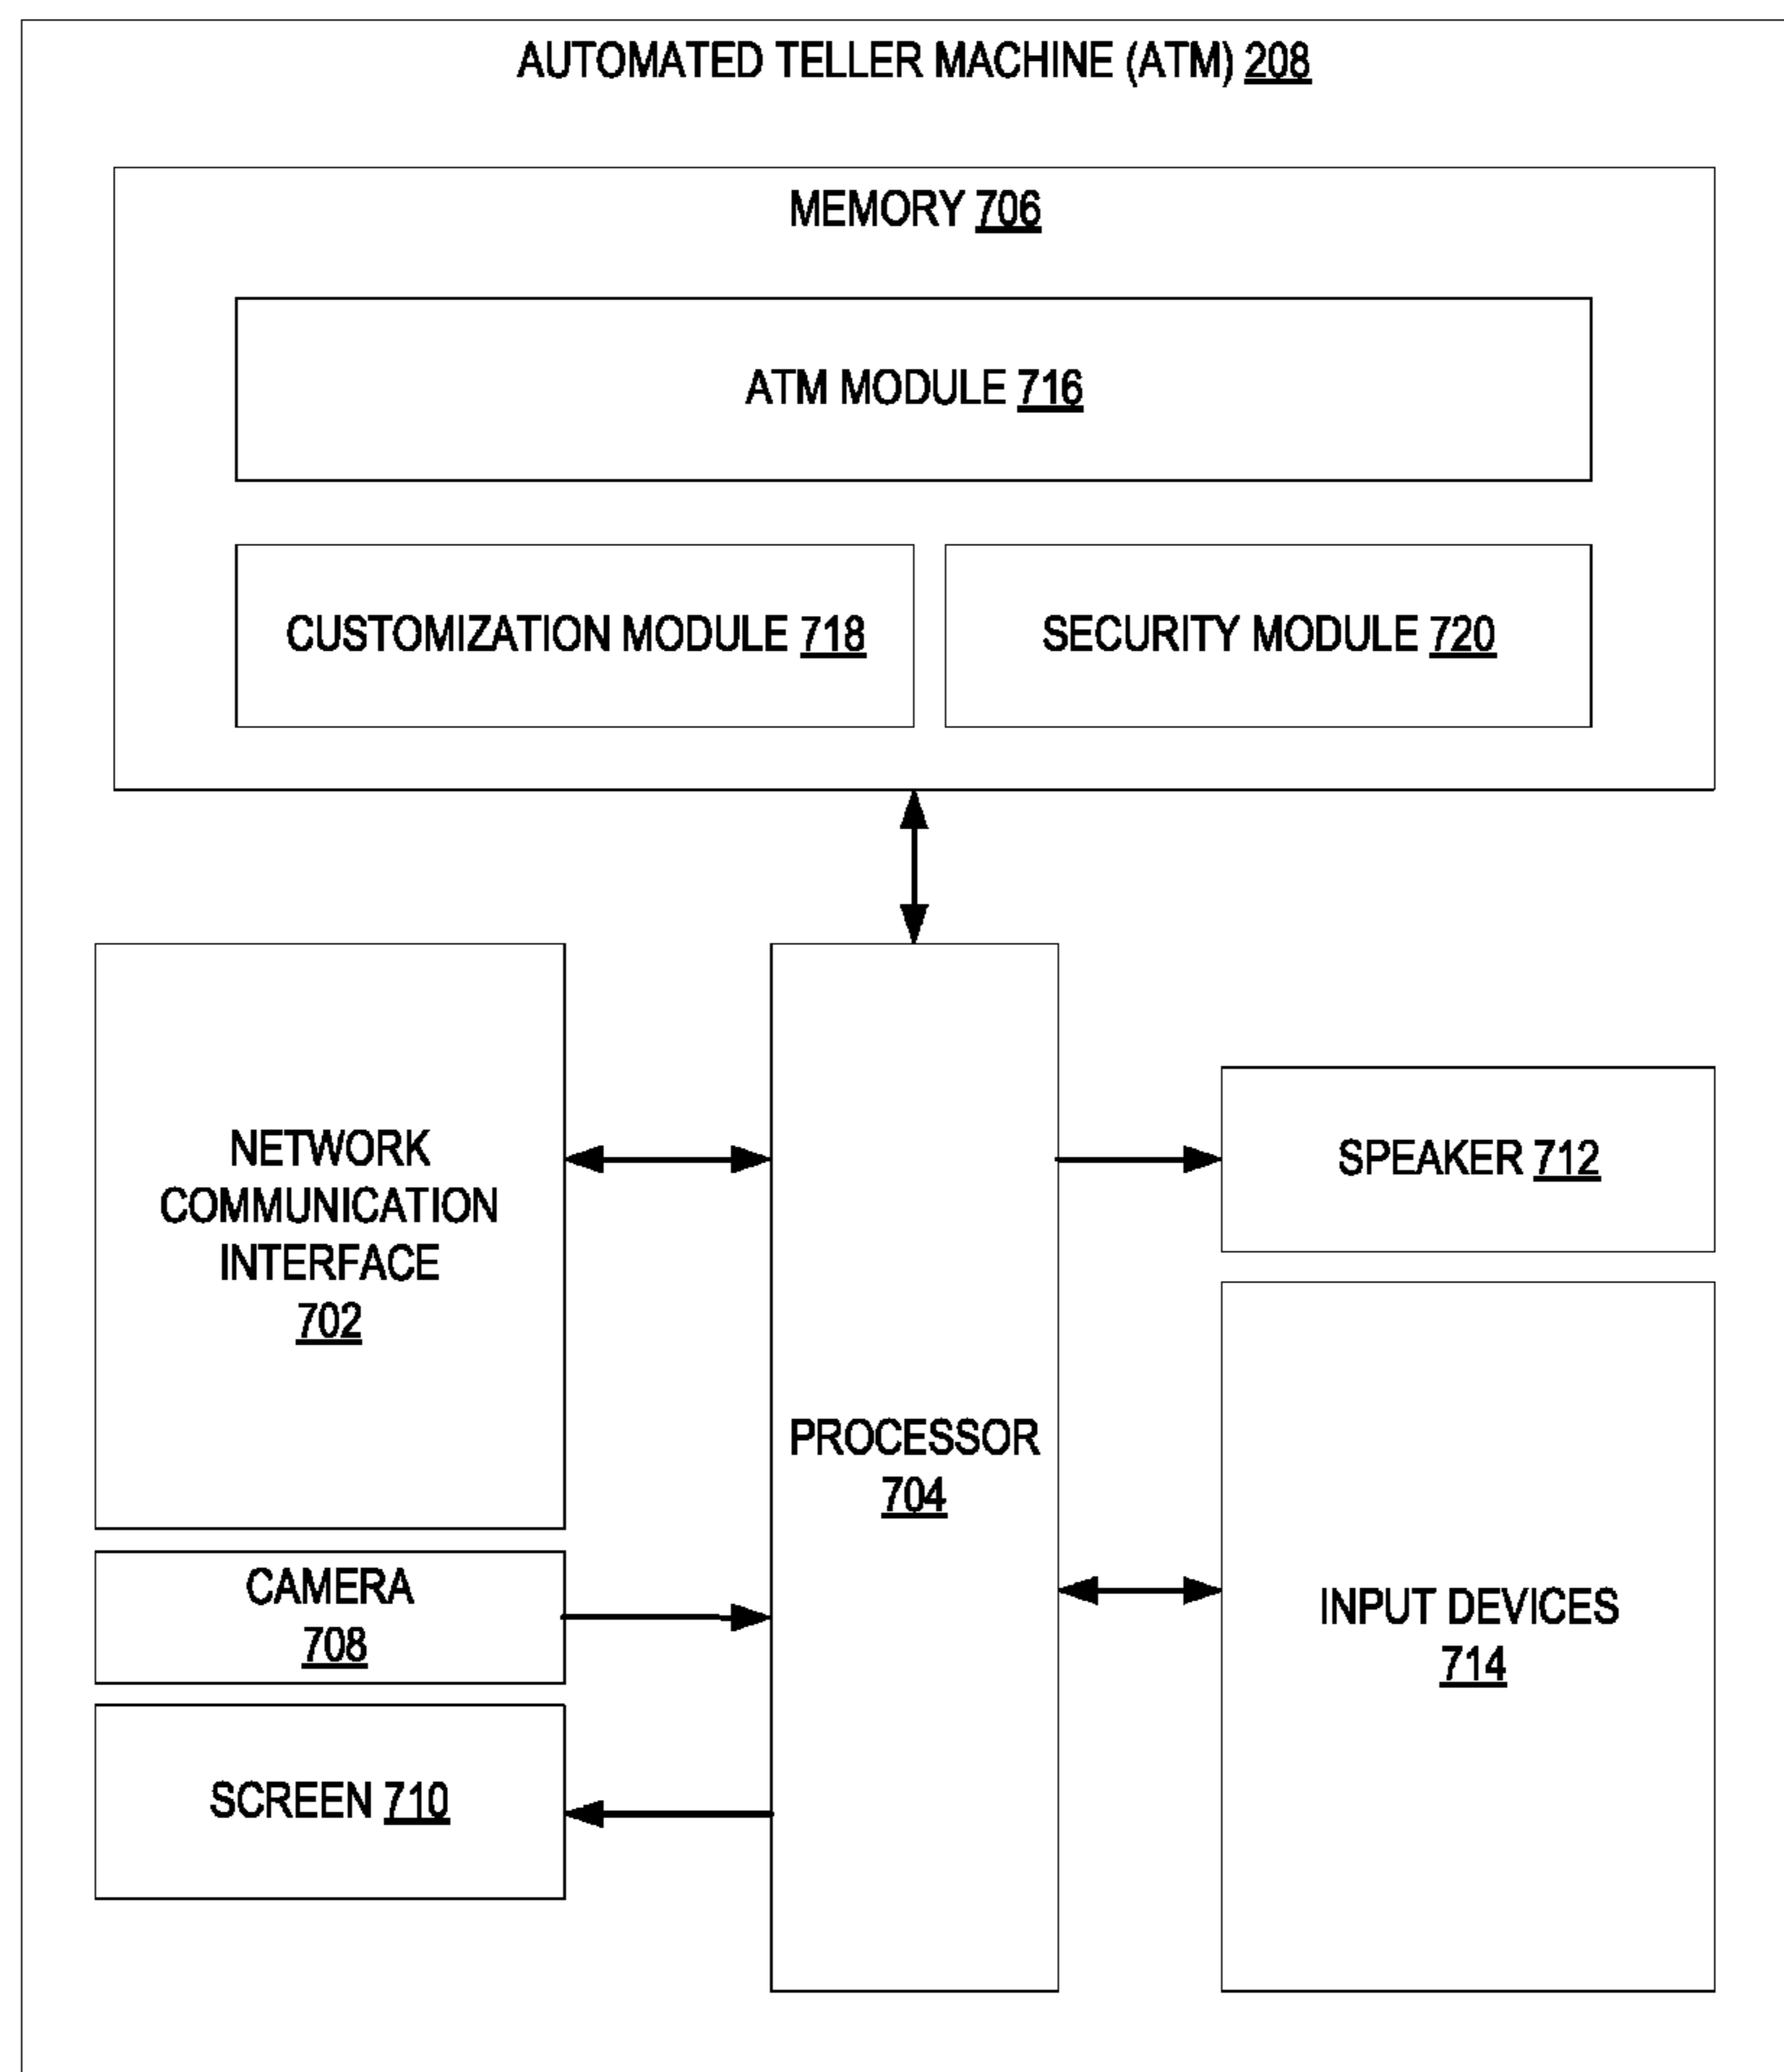 AUTOMATED TELLER MACHINE (ATM) 208
MEMORY 706
ATM MODULE 716
CUSTOMIZATION MODULE 718
SECURITY MODULE 720
NETWORK
COMMUNICATION
INTERFACE
702
PROCESSOR
704
SPEAKER 712
CAMERA
708
INPUT DEVICES
714
SCREEN 710